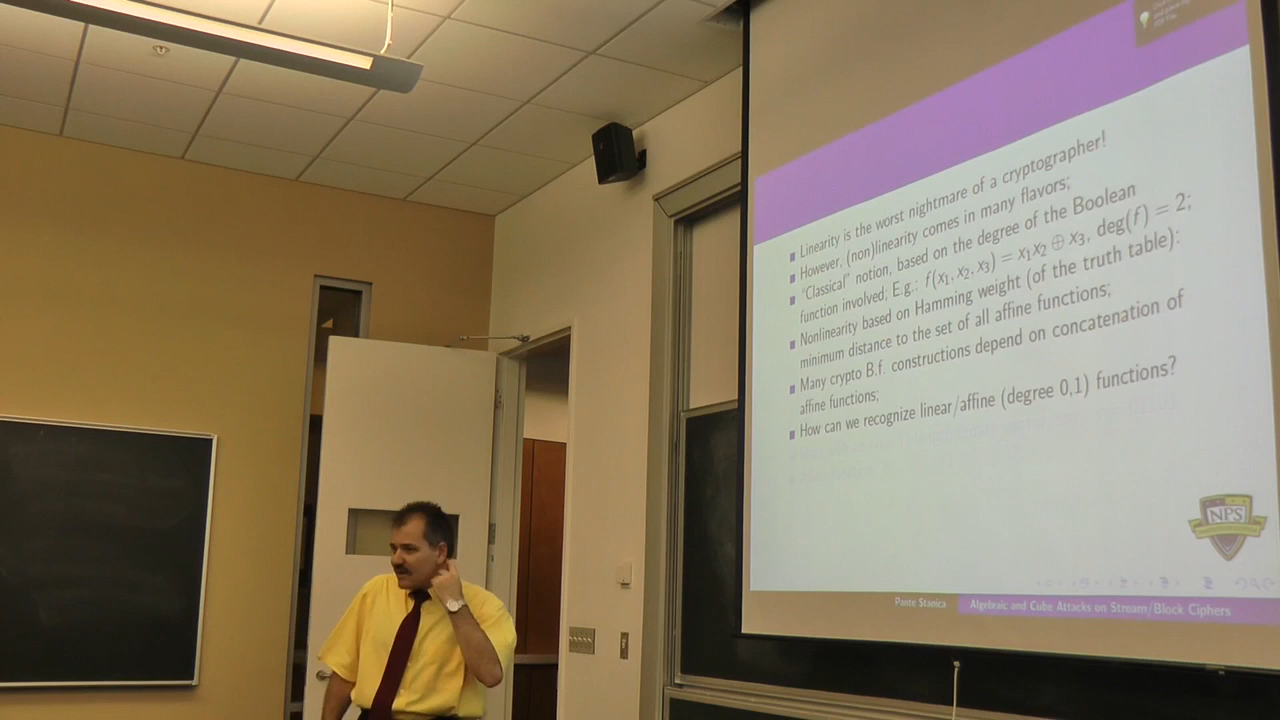 Linearity is the worst nightmare of a cryptographer!
However, (non)linearity comes in many flavors;
"Classical" notion, based on the degree of the Boolean
function involved; E.g.: f(x₁, x₂, x₃) = x₁x₂ ⊕ x₃, deg(f) = 2;
Nonlinearity based on Hamming weight (of the truth table):
minimum distance to the set of all affine functions;
Many crypto B.f. constructions depend on concatenation of
affine functions;
How can we recognize linear/affine (degree 0,1) functions?
NPS
Pante Stanica
Algebraic and Cube Attacks on Stream/Block Ciphers